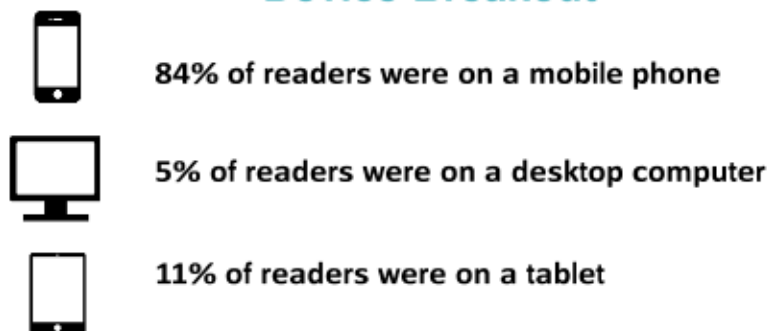 84% of readers were on a mobile phone
5% of readers were on a desktop computer
11% of readers were on a tablet